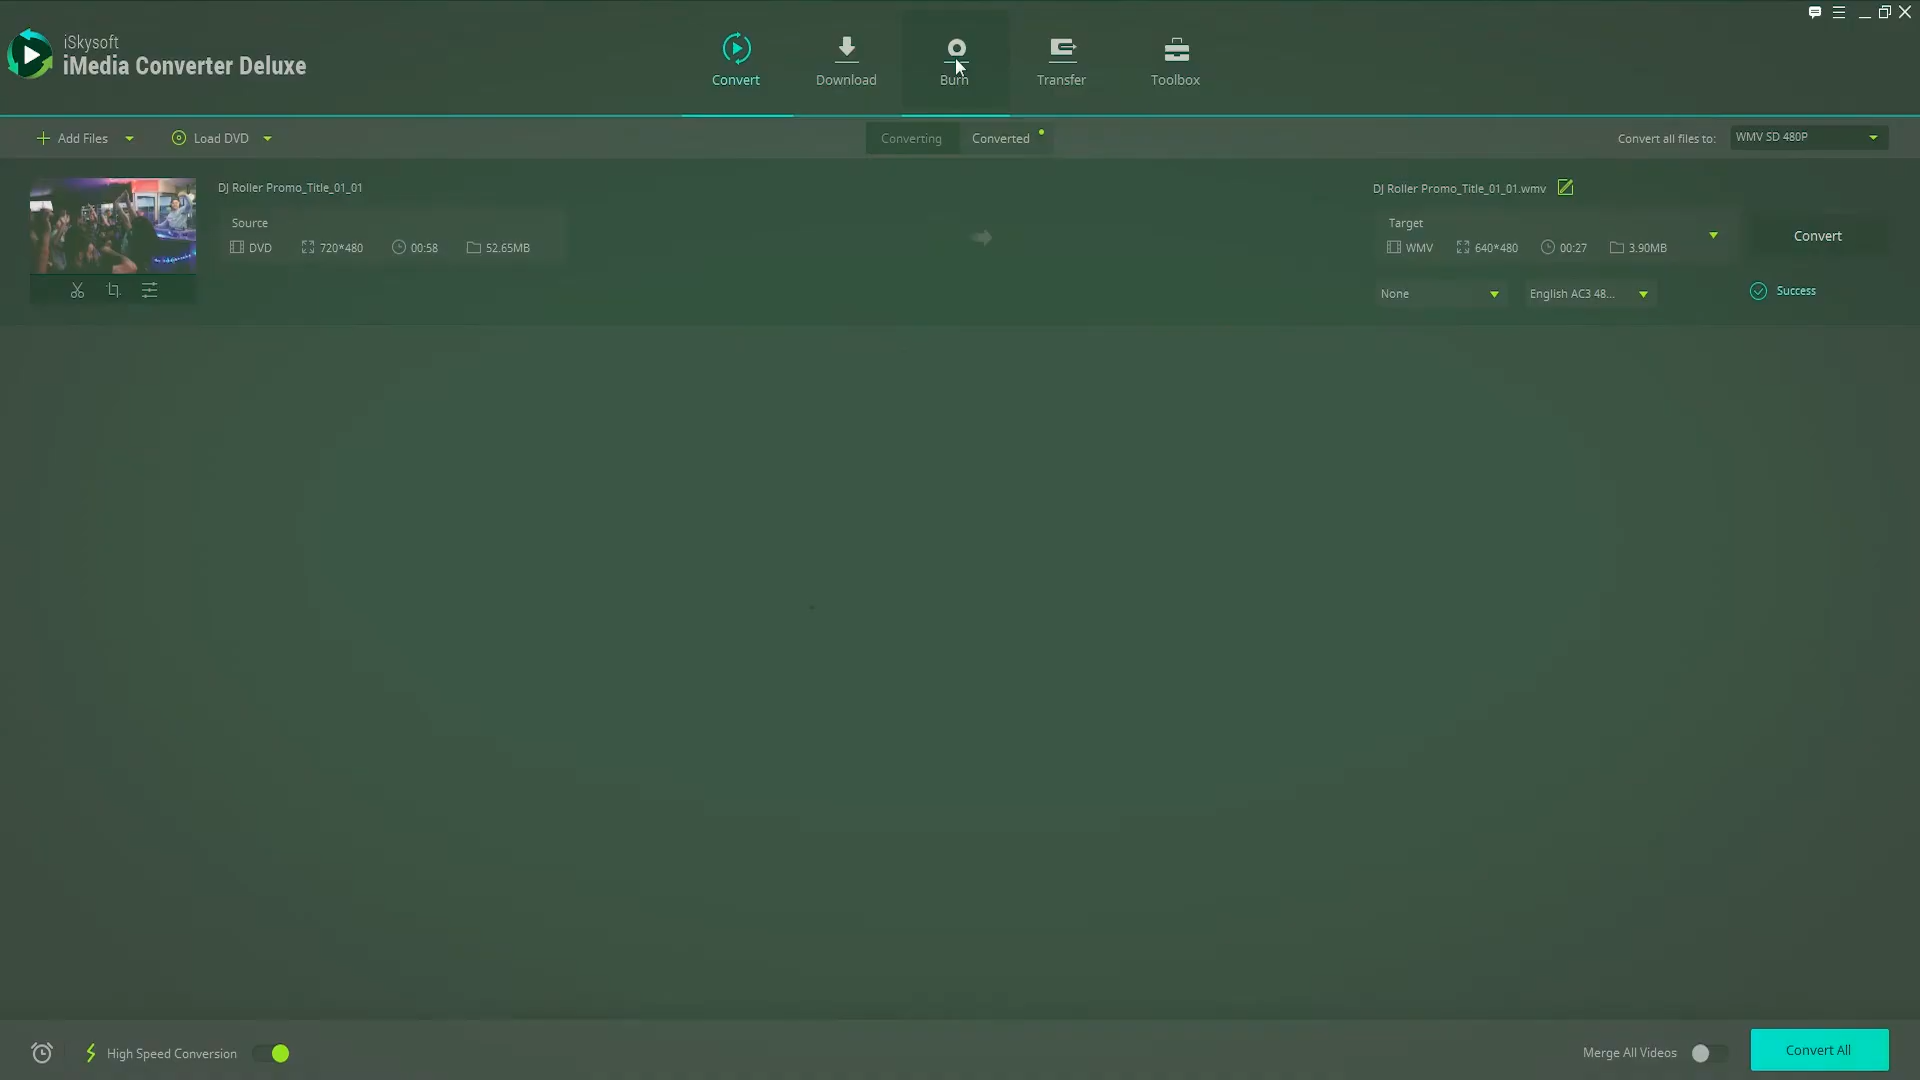 iSkysoft
iMedia Converter Deluxe
Convert
Download
Burn
Transfer
Toolbox
Add Files
Load DVD
Converting
Converted
Convert all files to:
WMV SD 480P
DJ Roller Promo_Title_01_01
Source
DVD 720*480 00:58 52.65MB
DJ Roller Promo_Title_01_01.wmv
Target
WMV 640*480 00:27 3.90MB
Convert
None
English AC3 48...
Success
High Speed Conversion
Merge All Videos
Convert All